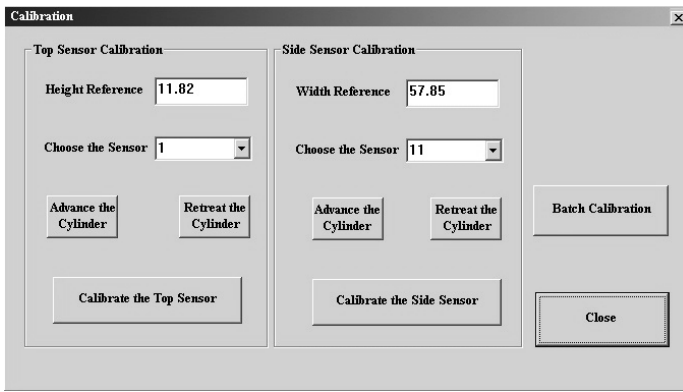 Calibration
Top Sensor Calibration
Height Reference 11.82
Choose the Sensor 1
Advance the
Cylinder
Retreat the
Cylinder
Calibrate the Top Sensor
Side Sensor Calibration
Width Reference 57.85
Choose the Sensor 11
Advance the
Cylinder
Retreat the
Cylinder
Calibrate the Side Sensor
Batch Calibration
Close